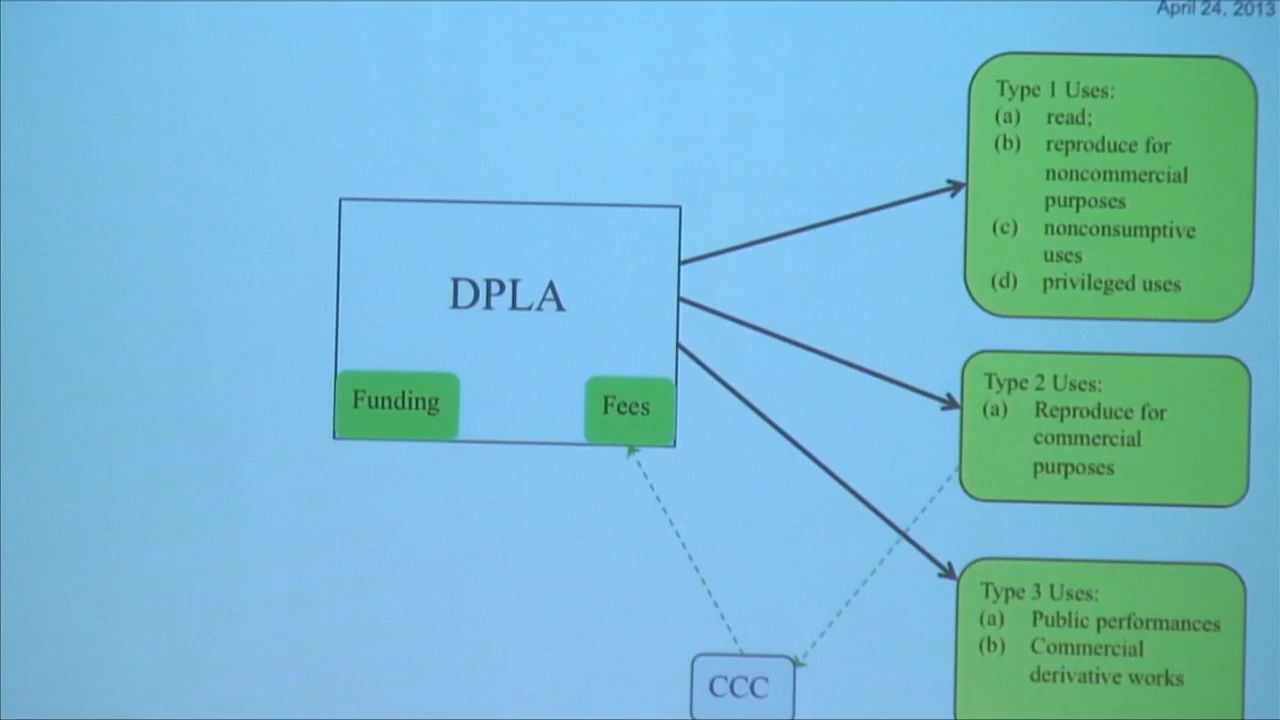 April 24, 2013
Type 1 Uses:
(a) read;
(b) reproduce for
noncommercial
purposes
(c) nonconsumptive
uses
(d) privileged uses
DPLA
Funding
Fees
Type 2 Uses:
(a) Reproduce for
commercial
purposes
Type 3 Uses:
(a) Public performances
(b) Commercial
derivative works
CCC